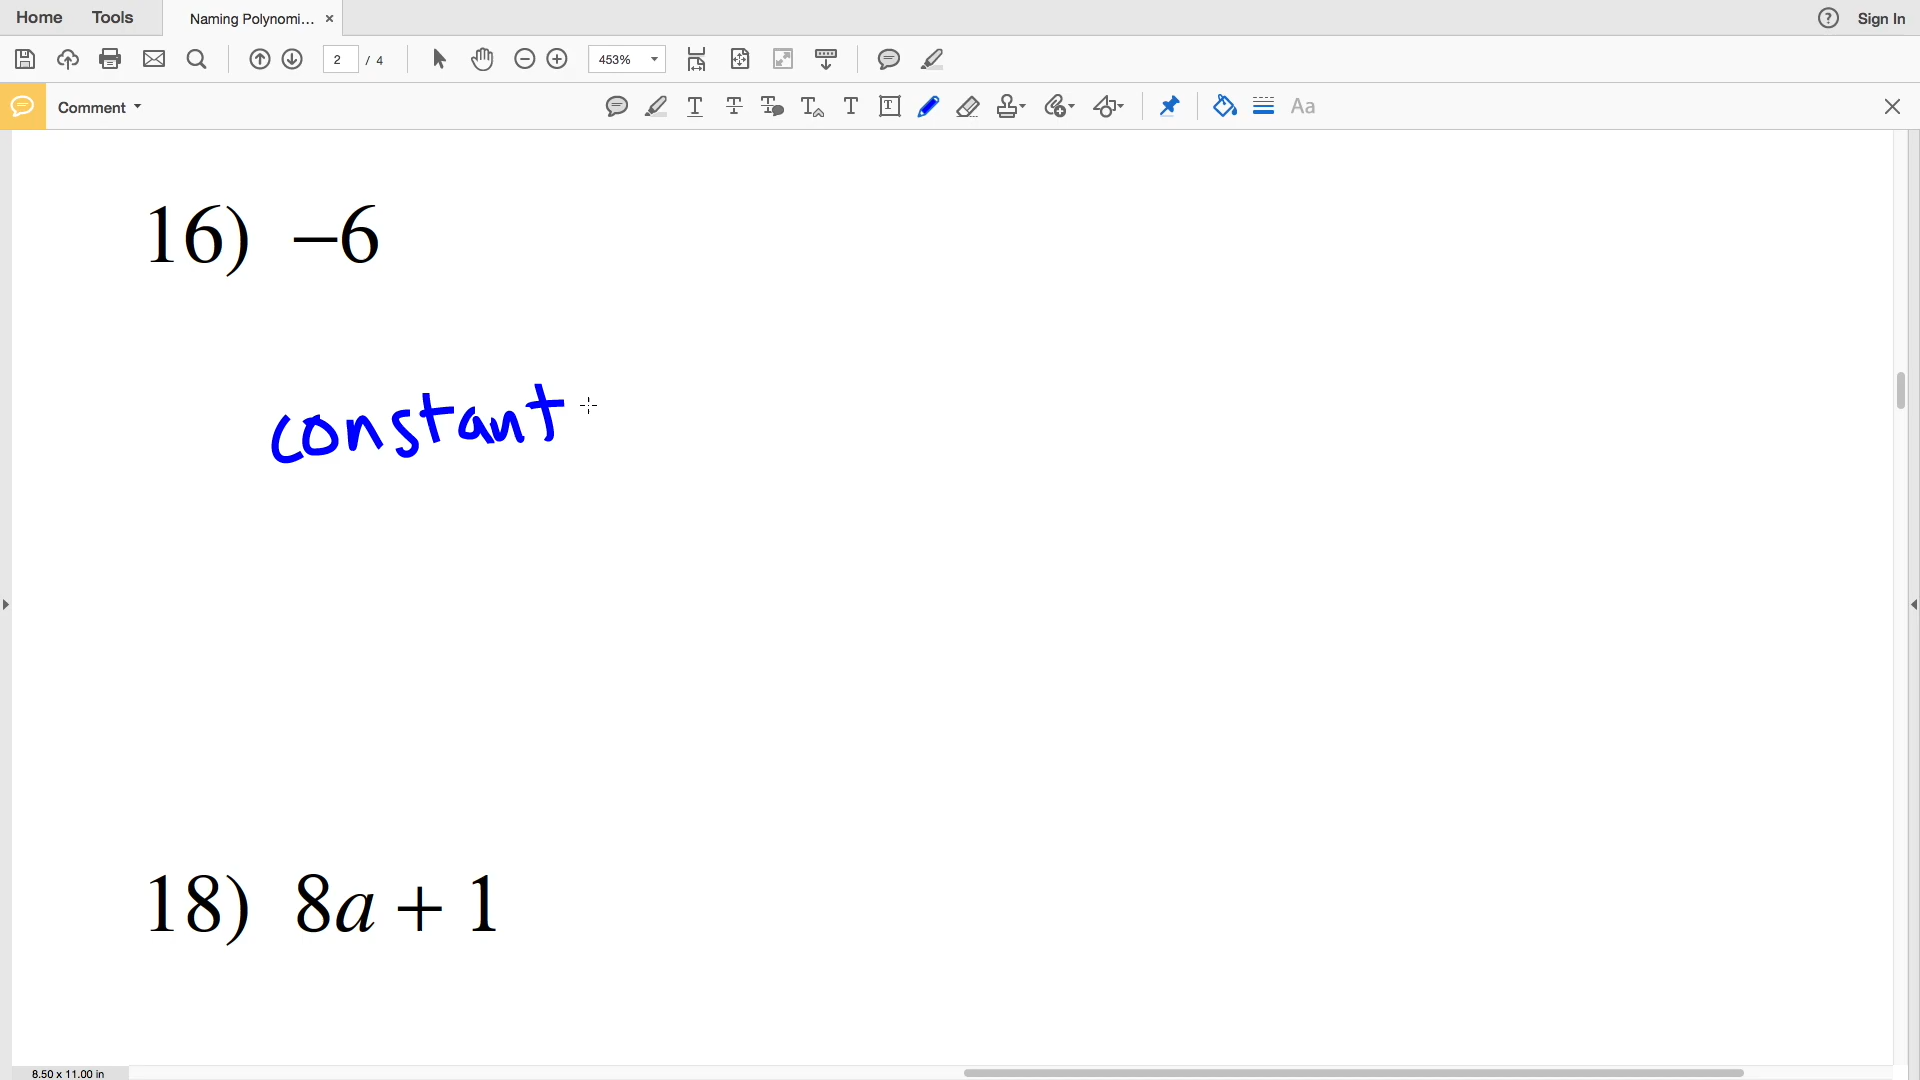 Home Tools Naming Polynomi... × ? Sign In
2 / 4 453%
Comment Aa
16) −6
constant
18) 8a + 1
8.50 x 11.00 in